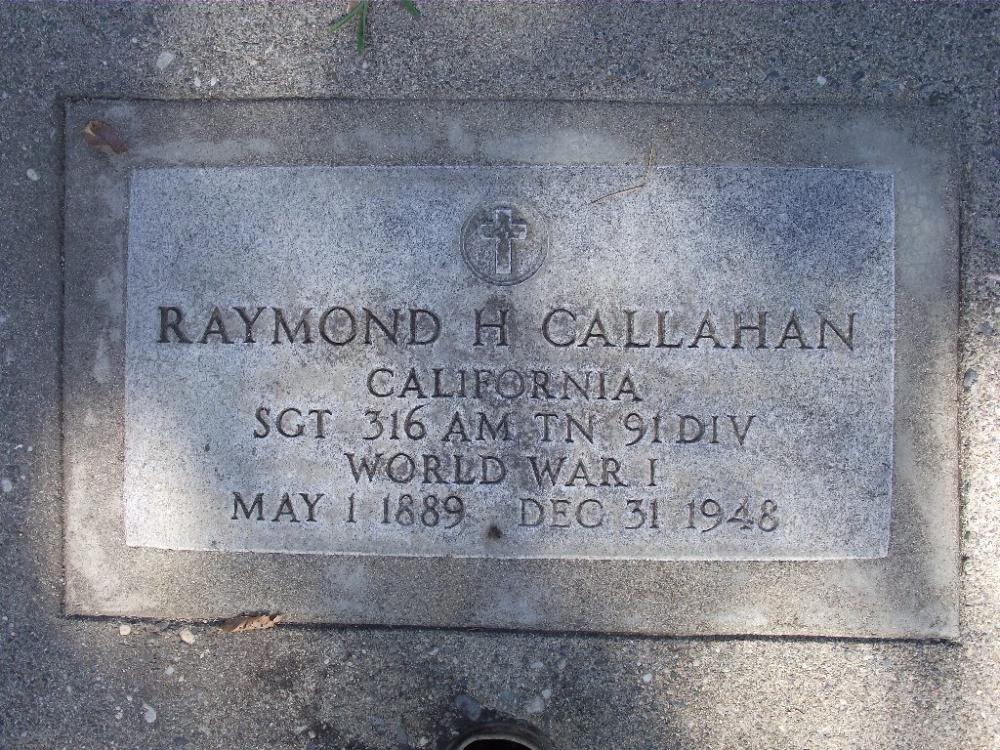 RAYMOND H CALLAHAN
CALIFORNIA
SGT 316 AM TN 91 DIV
WORLD WAR I
MAY 1 1889 DEC 31 1948